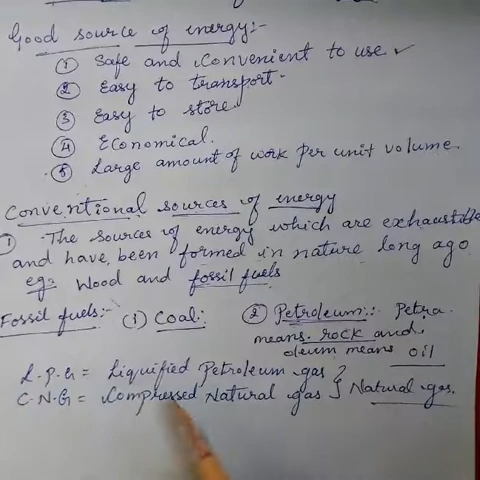 Good source of energy:-
① Safe and convenient to use ✓
② Easy to transport.
③ Easy to store
④ Economical.
⑤ Large amount of work per unit volume.
Conventional sources of energy
① The sources of energy which are exhaustible
and have been formed in nature long ago
eg: Wood and fossil fuels
Fossil fuels:- (1) Coal: ② Petroleum:- Petra
means rock and
oleum means oil
L.P.G = Liquified Petroleum gas } Natural gas.
C.N.G = Compressed Natural gas